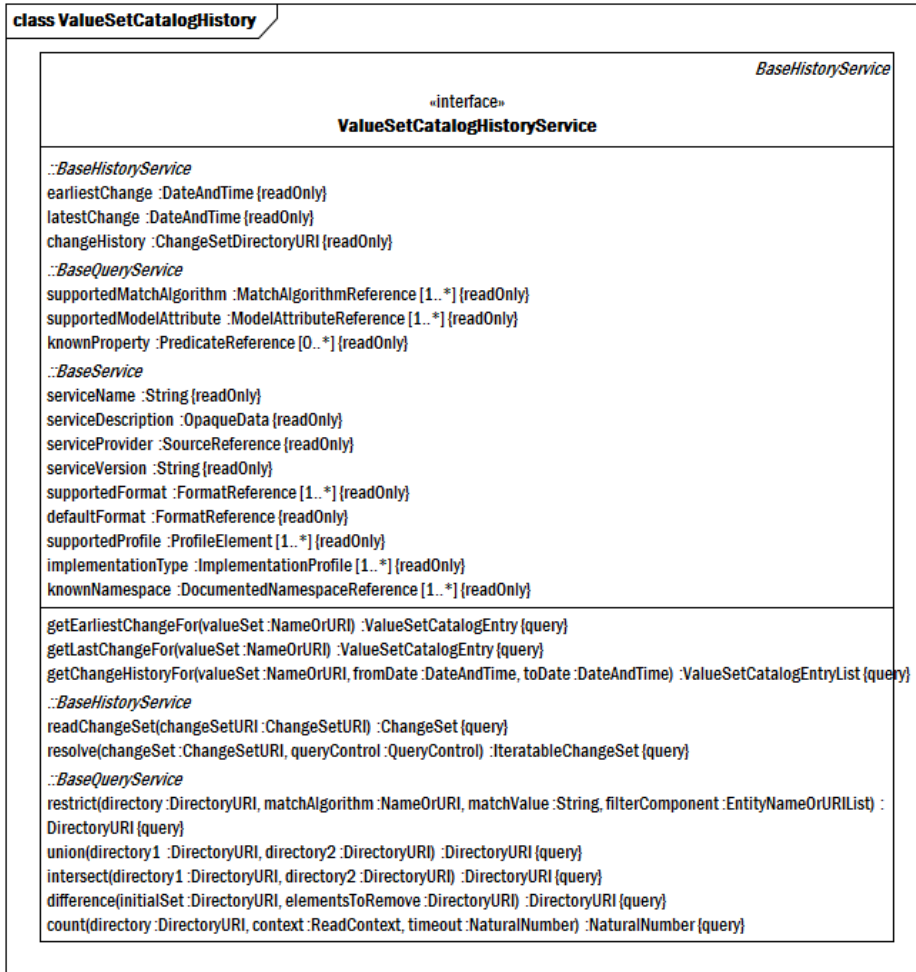 class ValueSetCatalogHistory
BaseHistoryService
«interface»
ValueSetCatalogHistoryService
::BaseHistoryService
earliestChange :DateAndTime {readOnly}
latestChange :DateAndTime {readOnly}
changeHistory :ChangeSetDirectoryURI {readOnly}
::BaseQueryService
supportedMatchAlgorithm :MatchAlgorithmReference [1..*] {readOnly}
supportedModelAttribute :ModelAttributeReference [1..*] {readOnly}
knownProperty :PredicateReference [0..*] {readOnly}
::BaseService
serviceName :String {readOnly}
serviceDescription :OpaqueData {readOnly}
serviceProvider :SourceReference {readOnly}
serviceVersion :String {readOnly}
supportedFormat :FormatReference [1..*] {readOnly}
defaultFormat :FormatReference {readOnly}
supportedProfile :ProfileElement [1..*] {readOnly}
implementationType :ImplementationProfile [1..*] {readOnly}
knownNamespace :DocumentedNamespaceReference [1..*] {readOnly}
getEarliestChangeFor(valueSet :NameOrURI) :ValueSetCatalogEntry {query}
getLastChangeFor(valueSet :NameOrURI) :ValueSetCatalogEntry {query}
getChangeHistoryFor(valueSet :NameOrURI, fromDate :DateAndTime, toDate :DateAndTime) :ValueSetCatalogEntryList {query}
::BaseHistoryService
readChangeSet(changeSetURI :ChangeSetURI) :ChangeSet {query}
resolve(changeSet :ChangeSetURI, queryControl :QueryControl) :IteratableChangeSet {query}
::BaseQueryService
restrict(directory :DirectoryURI, matchAlgorithm :NameOrURI, matchValue :String, filterComponent :EntityNameOrURIList) :
DirectoryURI {query}
union(directory1 :DirectoryURI, directory2 :DirectoryURI) :DirectoryURI {query}
intersect(directory1 :DirectoryURI, directory2 :DirectoryURI) :DirectoryURI {query}
difference(initialSet :DirectoryURI, elementsToRemove :DirectoryURI) :DirectoryURI {query}
count(directory :DirectoryURI, context :ReadContext, timeout :NaturalNumber) :NaturalNumber {query}